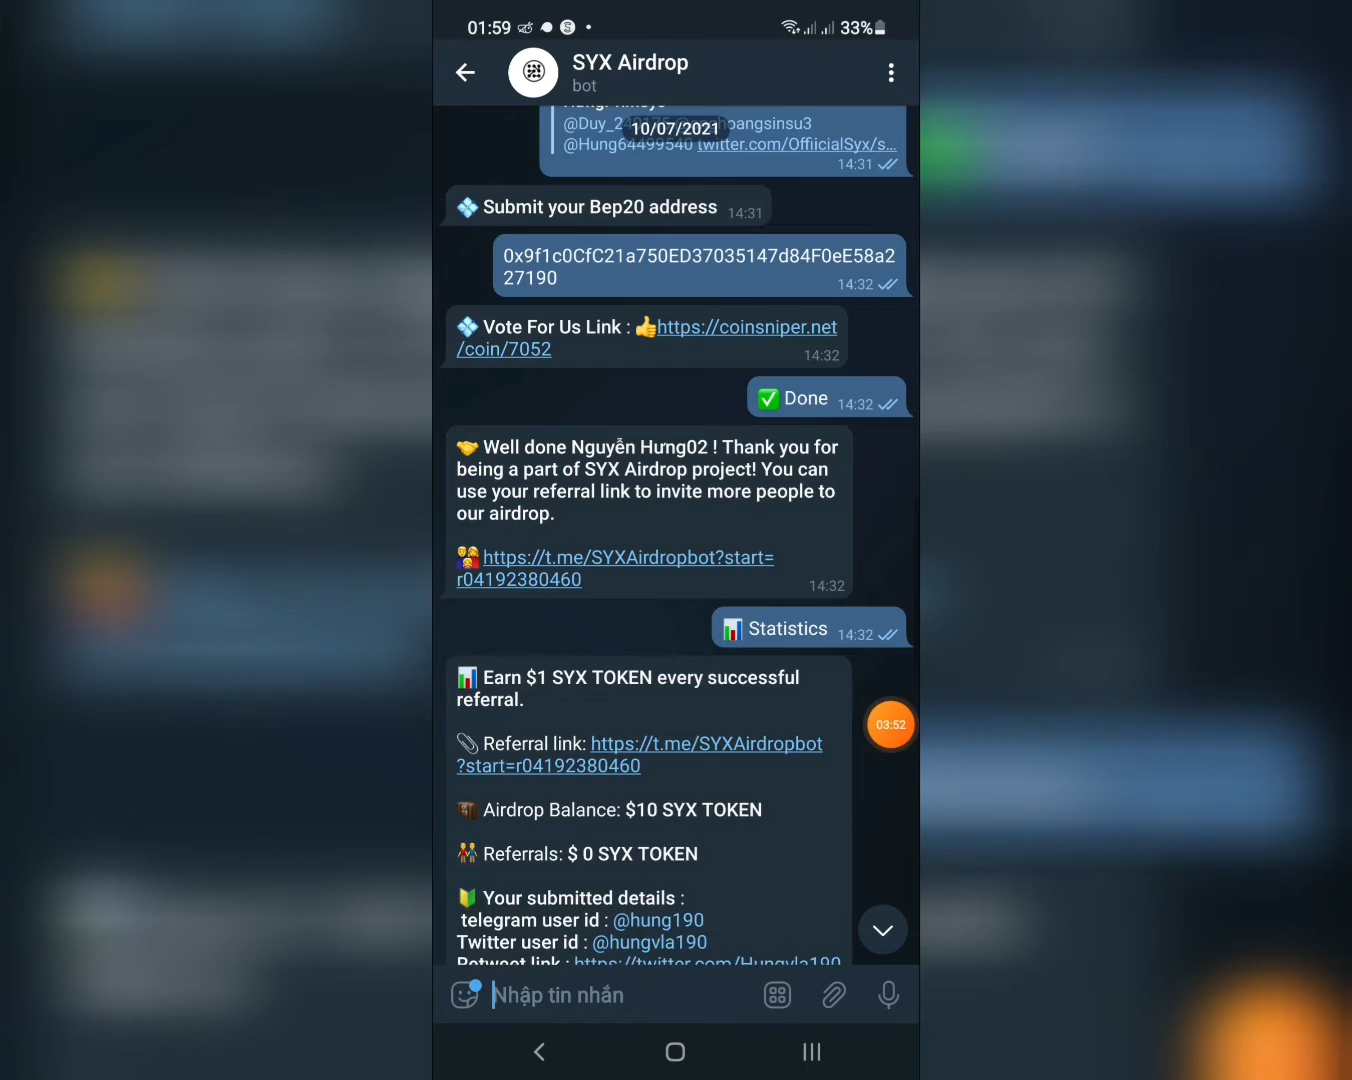 01:59
33%
SYX Airdrop
bot
10/07/2021
@Hung64499540 twitter.com/OffiicialSyx/s...
14:31
Submit your Bep20 address 14:31
0x9f1c0CfC21a750ED37035147d84F0eE58a2
27190
14:32
Vote For Us Link : https://coinsniper.net
/coin/7052
14:32
Done 14:32
Well done Nguyễn Hưng02 ! Thank you for
being a part of SYX Airdrop project! You can
use your referral link to invite more people to
our airdrop.
https://t.me/SYXAirdropbot?start=
r04192380460
14:32
Statistics 14:32
Earn $1 SYX TOKEN every successful
referral.
03:52
Referral link: https://t.me/SYXAirdropbot
?start=r04192380460
Airdrop Balance: $10 SYX TOKEN
Referrals: $ 0 SYX TOKEN
Your submitted details :
telegram user id : @hung190
Twitter user id : @hungvla190
Retweet link : https://twitter.com/Hungvla190
Nhập tin nhắn